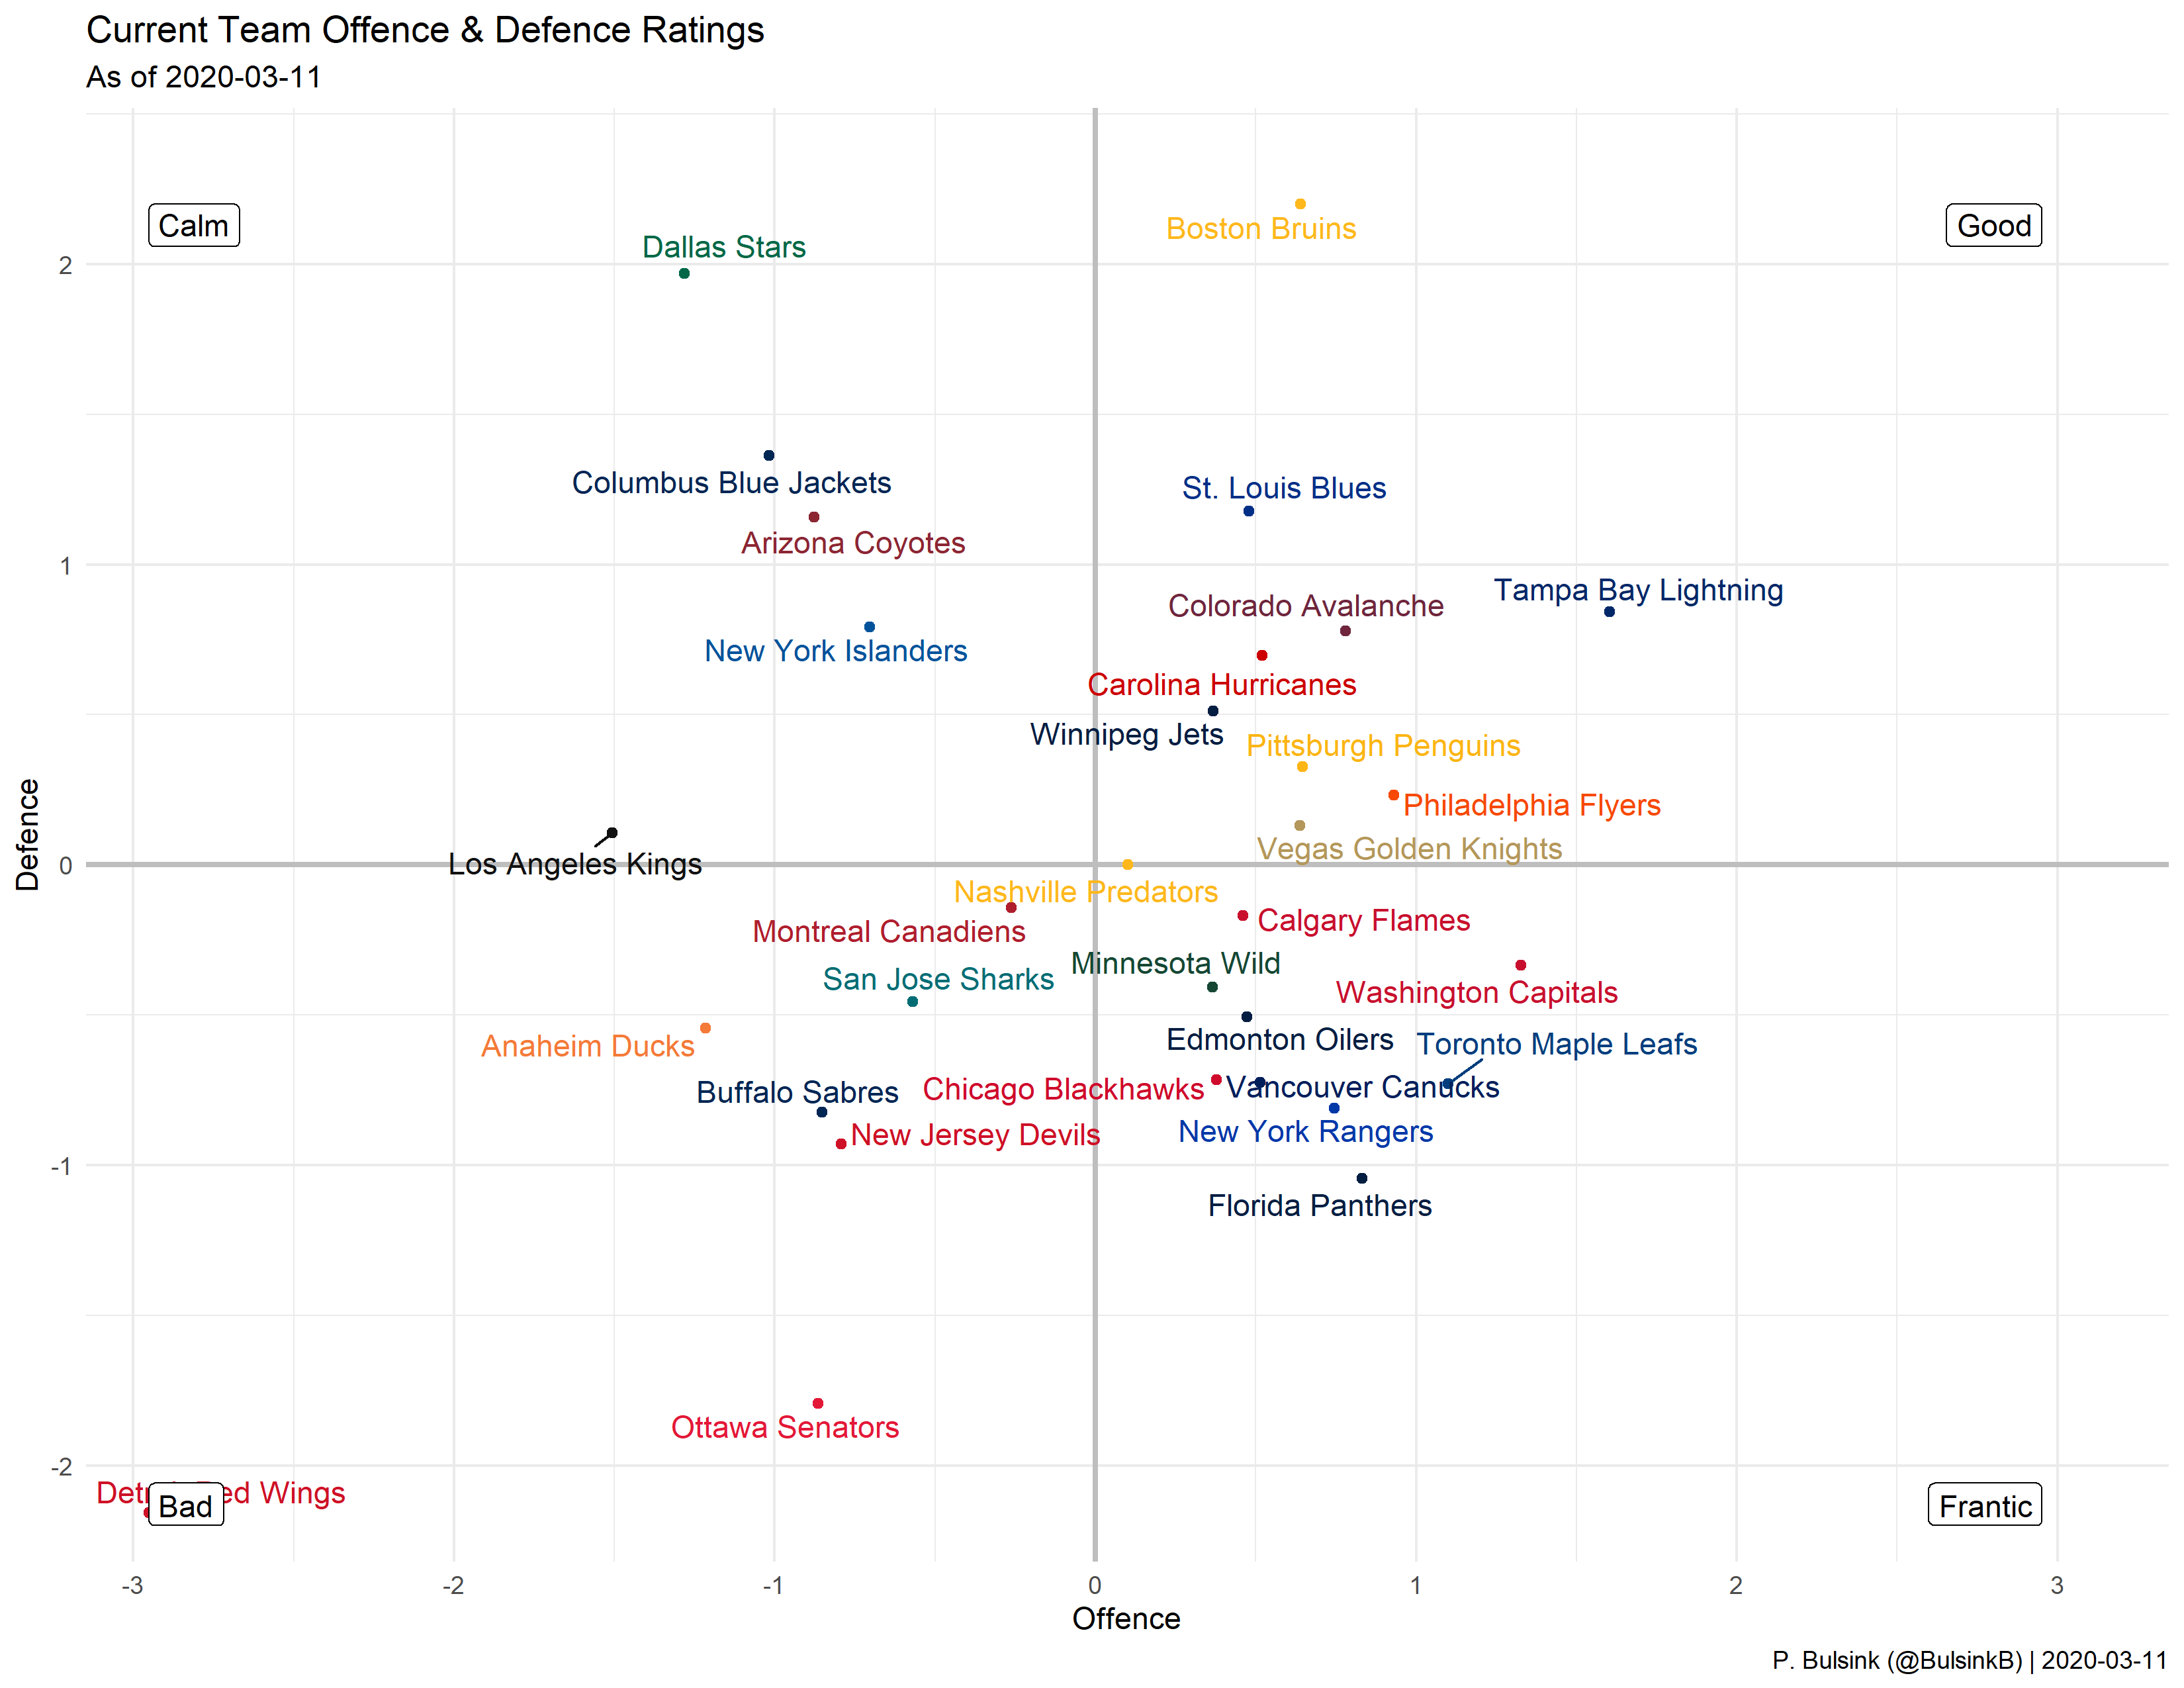 Current Team Offence & Defence Ratings
As of 2020-03-11
Calm
Good
Boston Bruins
Dallas Stars
2
Columbus Blue Jackets
St. Louis Blues
Arizona Coyotes
1
Tampa Bay Lightning
Colorado Avalanche
New York Islanders
Carolina Hurricanes
Winnipeg Jets
Pittsburgh Penguins
Philadelphia Flyers
Defence
Vegas Golden Knights
0
Los Angeles Kings
Nashville Predators
Calgary Flames
Montreal Canadiens
Minnesota Wild
San Jose Sharks
Washington Capitals
Edmonton Oilers
Toronto Maple Leafs
Anaheim Ducks
Vancouver Canucks
Chicago Blackhawks
Buffalo Sabres
New York Rangers
New Jersey Devils
-1
Florida Panthers
Ottawa Senators
-2
Wings
Bad
Frantic
-3
-2
-1
0
1
2
3
Offence
P. Bulsink (@BulsinkB) | 2020-03-11